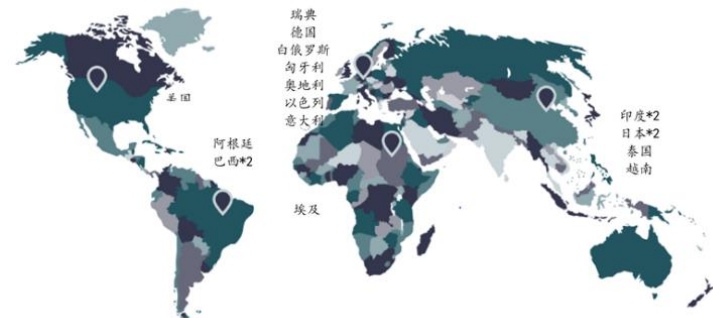 瑞典
德国
白俄罗斯
匈牙利
奥地利
以色列
意大利
美国
阿根廷
巴西*2
埃及
印度*2
日本*2
泰国
越南